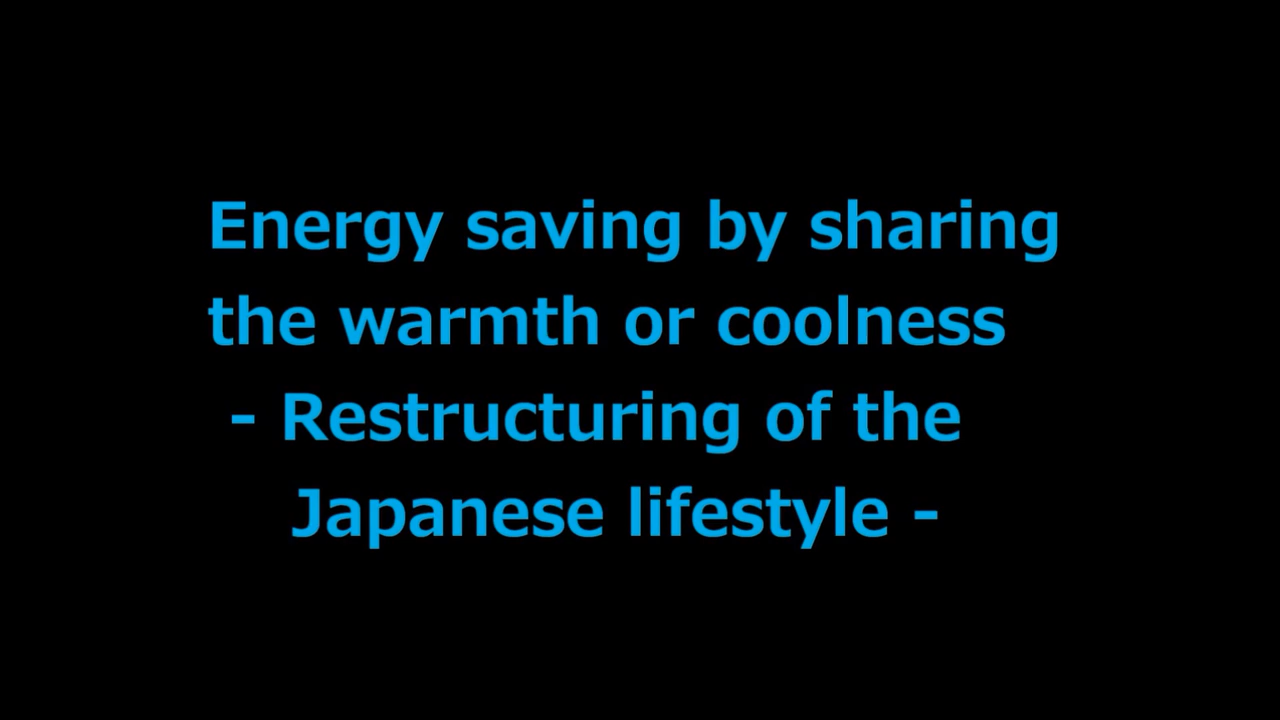 Energy saving by sharing
the warmth or coolness
- Restructuring of the
Japanese lifestyle -